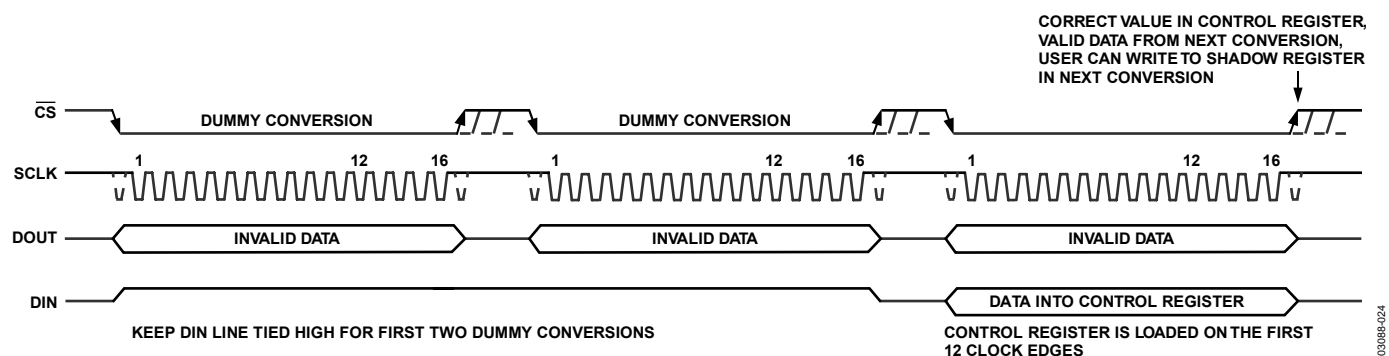 CORRECT VALUE IN CONTROL REGISTER,
VALID DATA FROM NEXT CONVERSION,
USER CAN WRITE TO SHADOW REGISTER
IN NEXT CONVERSION
CS
DUMMY CONVERSION
DUMMY CONVERSION
1 12 16 1 12 16 1 12 16
SCLK
DOUT
INVALID DATA
INVALID DATA
INVALID DATA
DIN
DATA INTO CONTROL REGISTER
KEEP DIN LINE TIED HIGH FOR FIRST TWO DUMMY CONVERSIONS
CONTROL REGISTER IS LOADED ON THE FIRST
12 CLOCK EDGES
03088-024